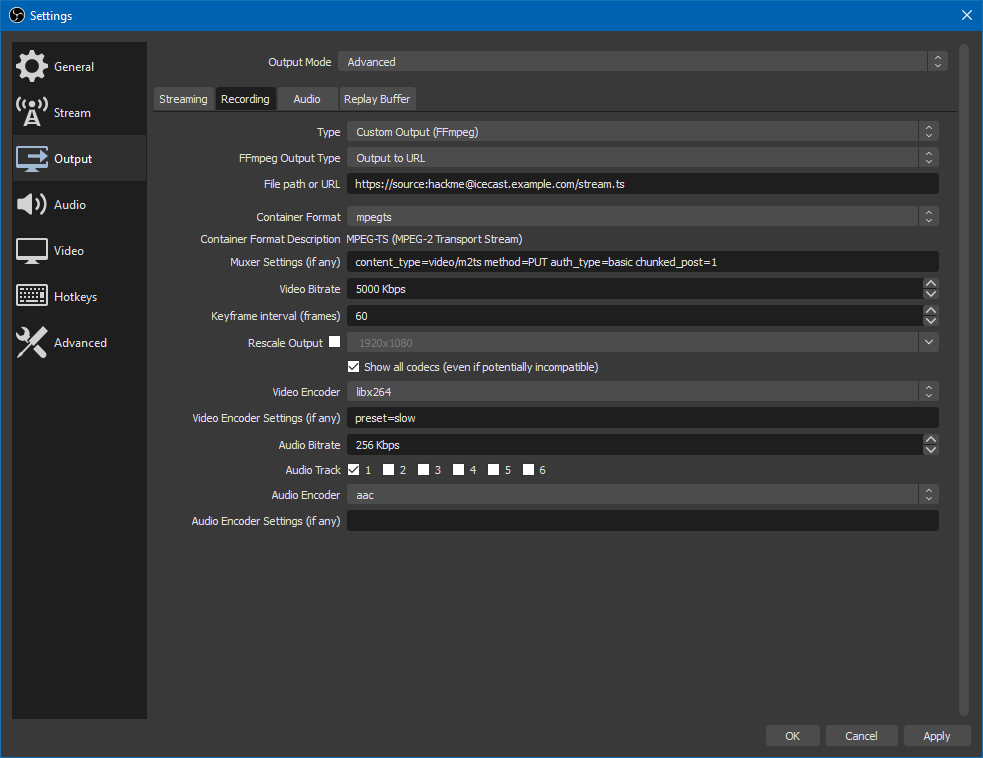 Settings
General
Stream
Output
Audio
Video
Hotkeys
Advanced
Output Mode Advanced
Streaming Recording Audio Replay Buffer
Type Custom Output (FFmpeg)
FFmpeg Output Type Output to URL
File path or URL https://source:hackme@icecast.example.com/stream.ts
Container Format mpegts
Container Format Description MPEG-TS (MPEG-2 Transport Stream)
Muxer Settings (if any) content_type=video/m2ts method=PUT auth_type=basic chunked_post=1
Video Bitrate 5000 Kbps
Keyframe interval (frames) 60
Rescale Output 1920x1080
Show all codecs (even if potentially incompatible)
Video Encoder libx264
Video Encoder Settings (if any) preset=slow
Audio Bitrate 256 Kbps
Audio Track 1 2 3 4 5 6
Audio Encoder aac
Audio Encoder Settings (if any)
OK Cancel Apply